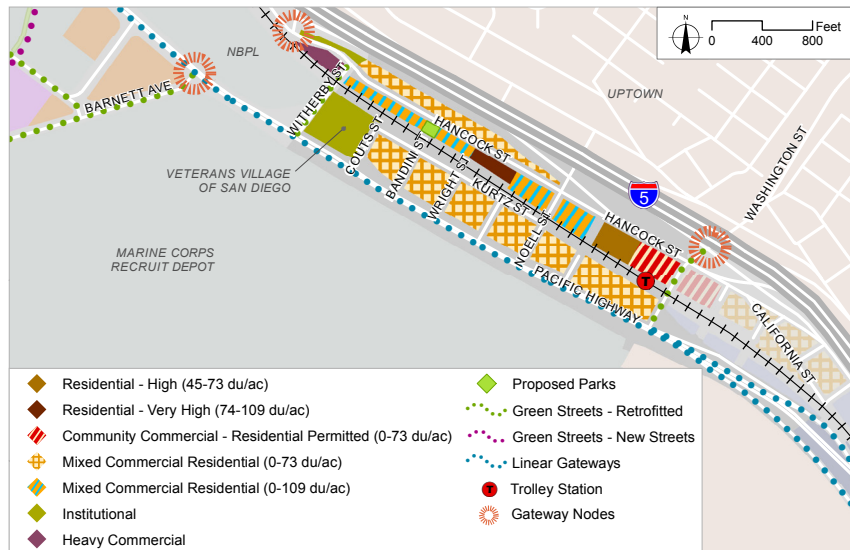 N
0 400 800
Feet
NBPL
UPTOWN
BARNETT AVE
WITHERBY ST
COUTS ST
BANDINI ST
WRIGHT ST
HANCOCK ST
KURTZ ST
NOELL ST
HANCOCK ST
WASHINGTON ST
5
VETERANS VILLAGE
OF SAN DIEGO
MARINE CORPS
RECRUIT DEPOT
PACIFIC HIGHWAY
T
CALIFORNIA ST
Residential - High (45-73 du/ac)
Residential - Very High (74-109 du/ac)
Community Commercial - Residential Permitted (0-73 du/ac)
Mixed Commercial Residential (0-73 du/ac)
Mixed Commercial Residential (0-109 du/ac)
Institutional
Heavy Commercial
Proposed Parks
Green Streets - Retrofitted
Green Streets - New Streets
Linear Gateways
T Trolley Station
Gateway Nodes